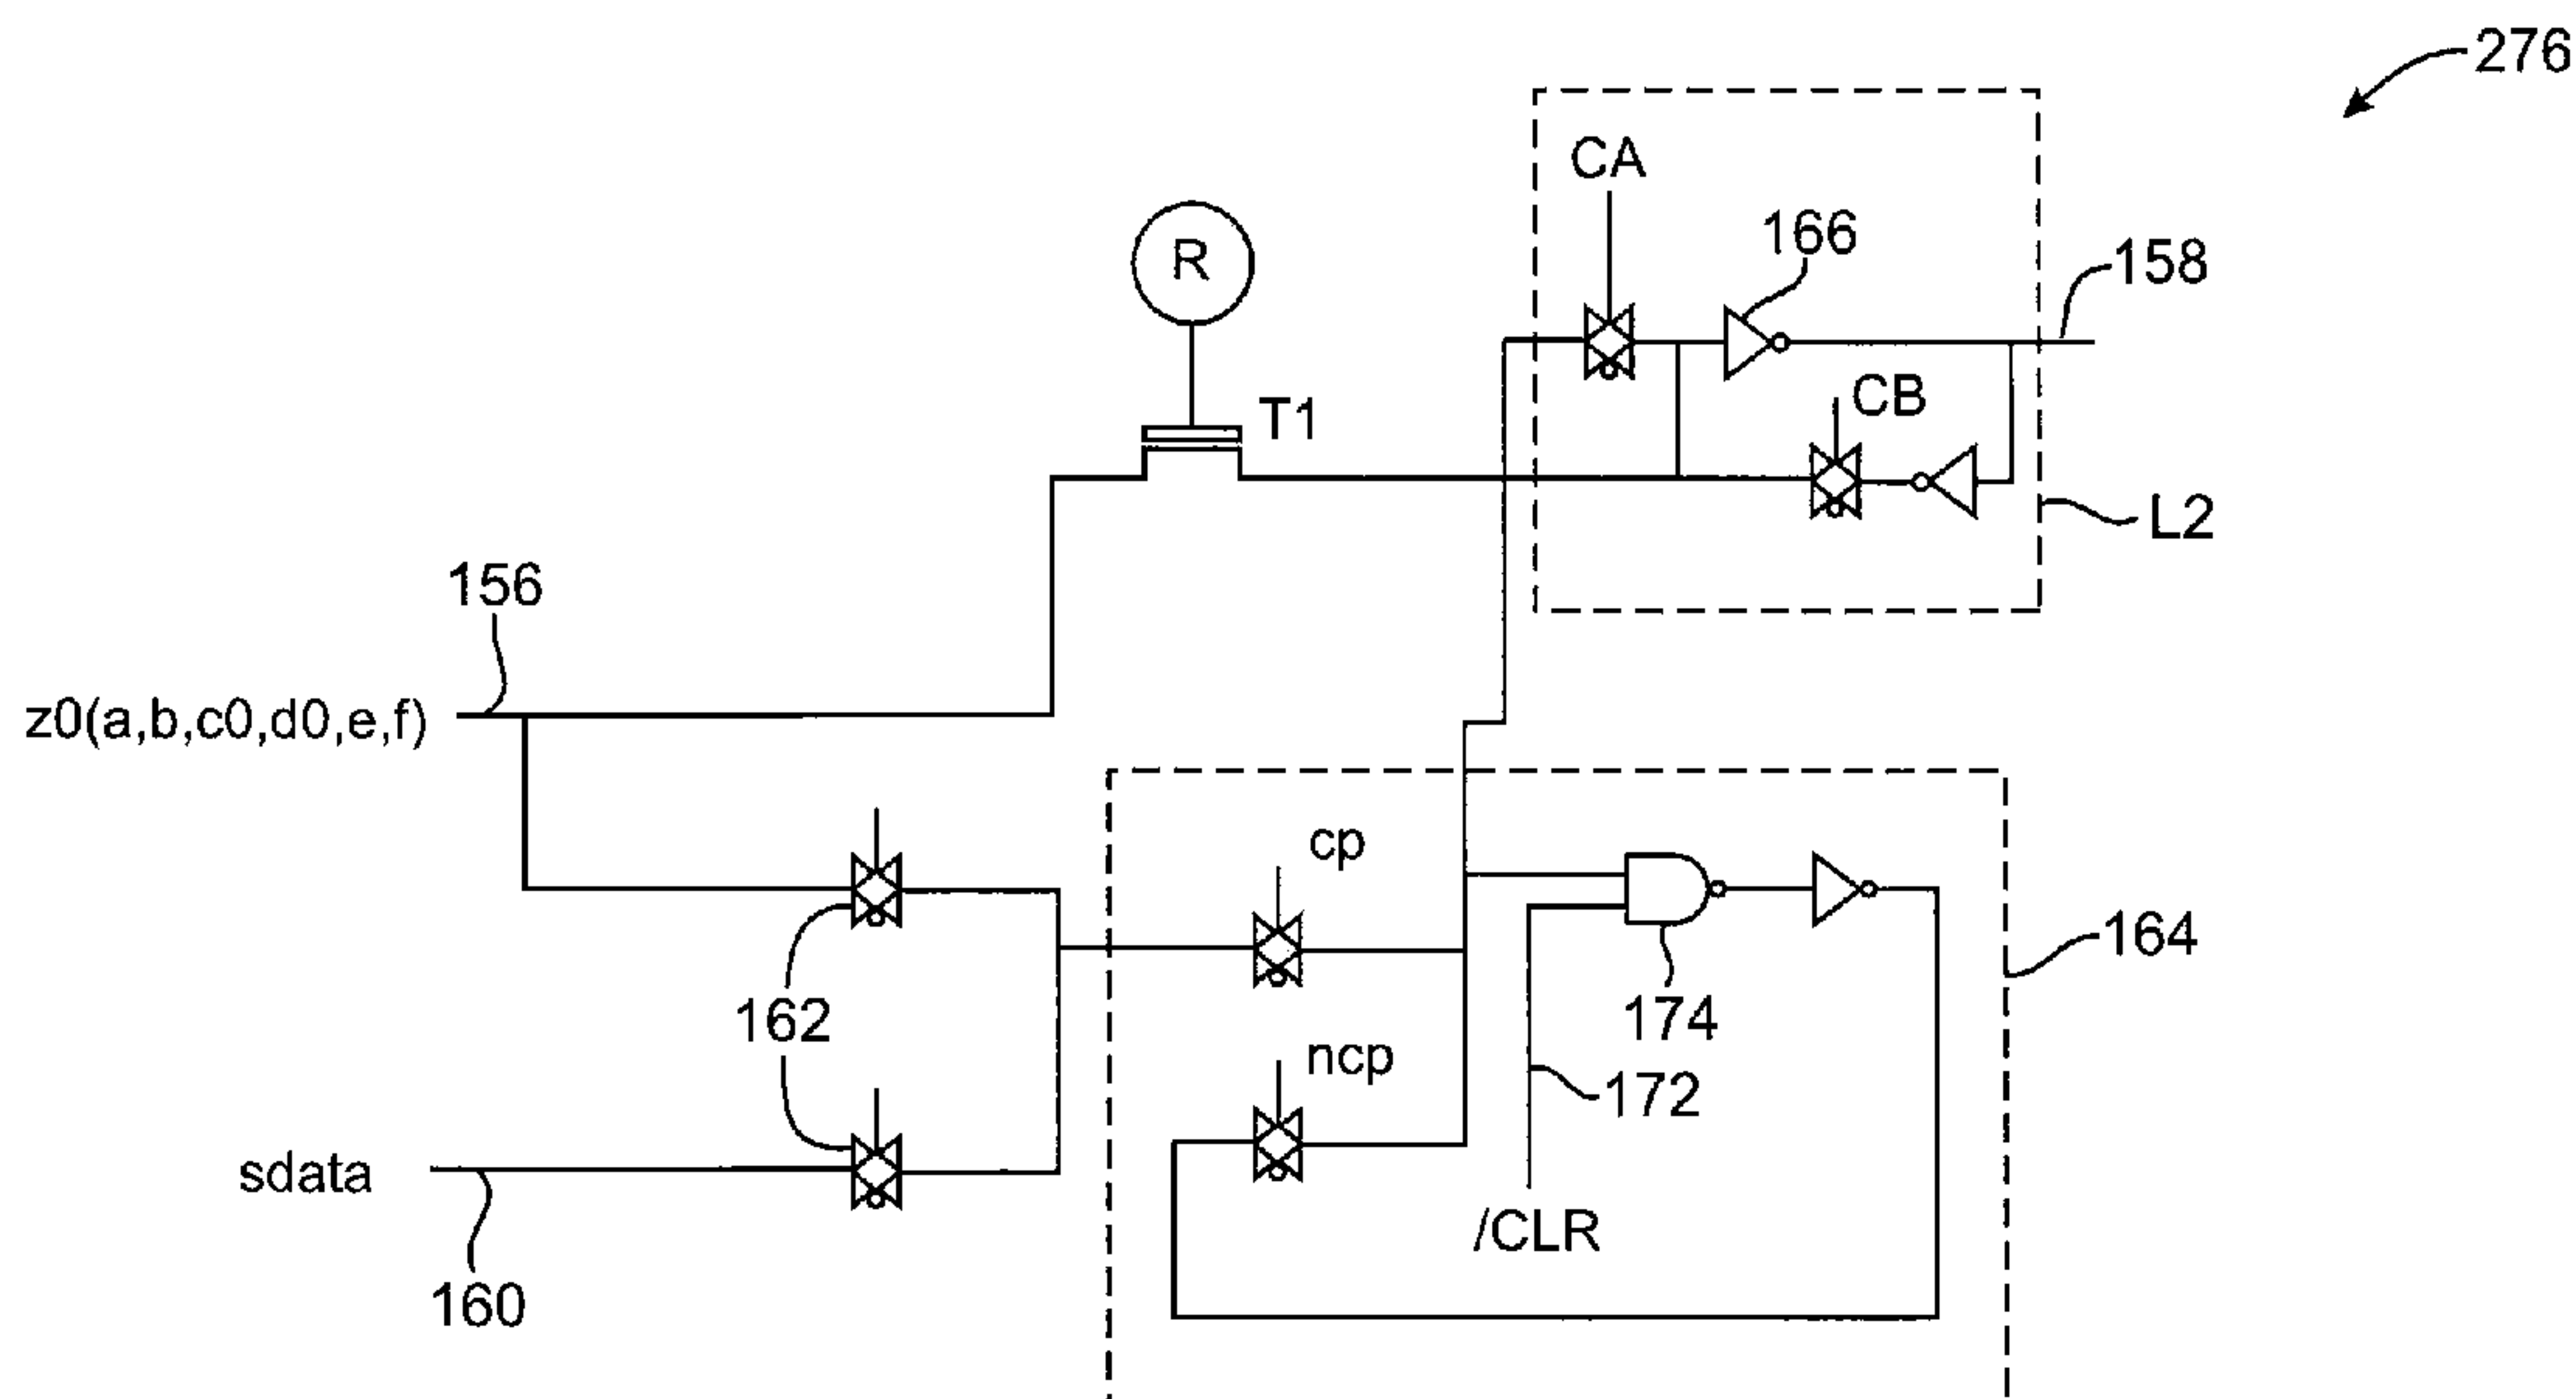 276
CA
166
158
R
T1
CB
L2
156
z0(a,b,c0,d0,e,f)
cp
164
162
174
ncp
172
sdata
/CLR
160